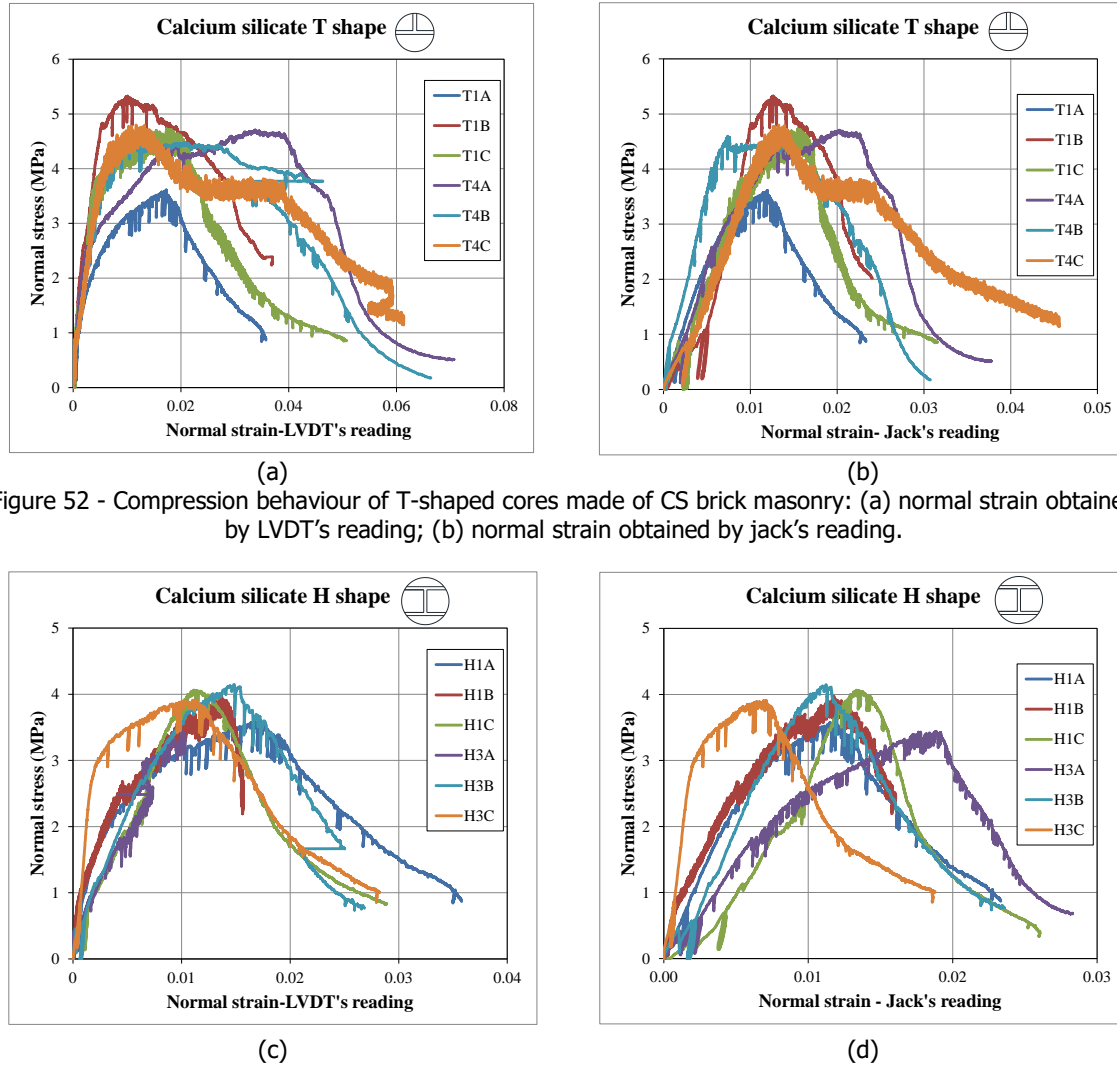 Calcium silicate T shape
6
5
4
3
2
1
0
Normal stress (MPa)
T1A
T1B
T1C
T4A
T4B
T4C
0 0.02 0.04 0.06 0.08
Normal strain-LVDT's reading
(a)
Calcium silicate T shape
6
5
4
3
2
1
0
Normal stress (MPa)
T1A
T1B
T1C
T4A
T4B
T4C
0 0.01 0.02 0.03 0.04 0.05
Normal strain- Jack's reading
(b)
igure 52 - Compression behaviour of T-shaped cores made of CS brick masonry: (a) normal strain obtaine
by LVDT’s reading; (b) normal strain obtained by jack’s reading.
Calcium silicate H shape
5
4
3
2
1
0
Normal stress (MPa)
H1A
H1B
H1C
H3A
H3B
H3C
0 0.01 0.02 0.03 0.04
Normal strain-LVDT's reading
(c)
Calcium silicate H shape
5
4
3
2
1
0
Normal stress (MPa)
H1A
H1B
H1C
H3A
H3B
H3C
0.00 0.01 0.02 0.03
Normal strain - Jack's reading
(d)